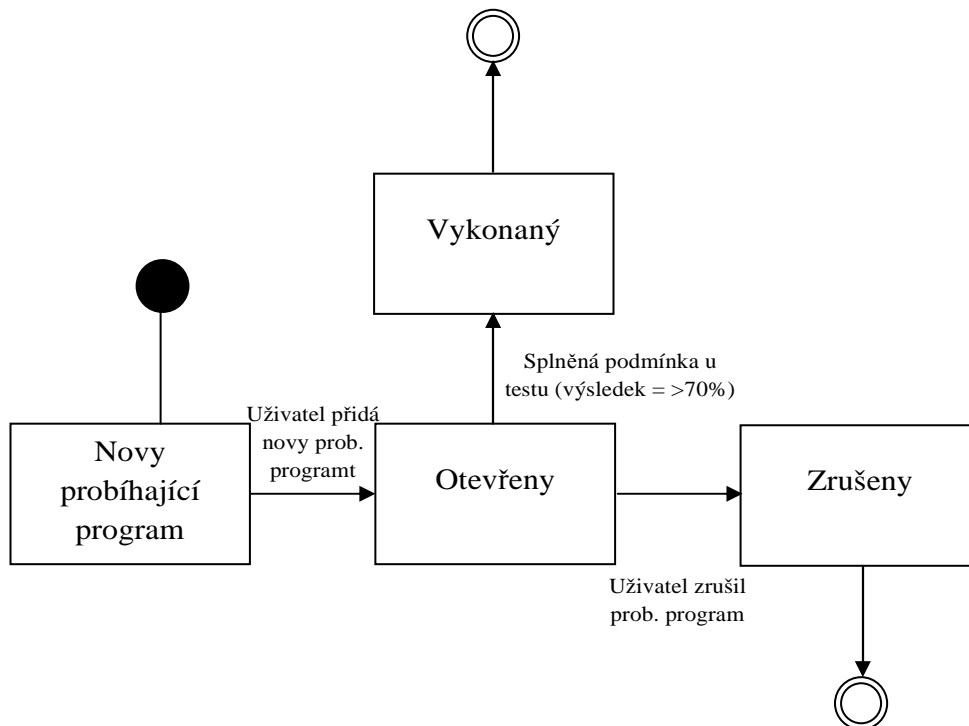 Vykonaný
Splněná podmínka u
testu (výsledek = >70%)
Uživatel přidá
novy prob.
programt
Novy
probíhající
program
Otevřeny
Zrušeny
Uživatel zrušil
prob. program